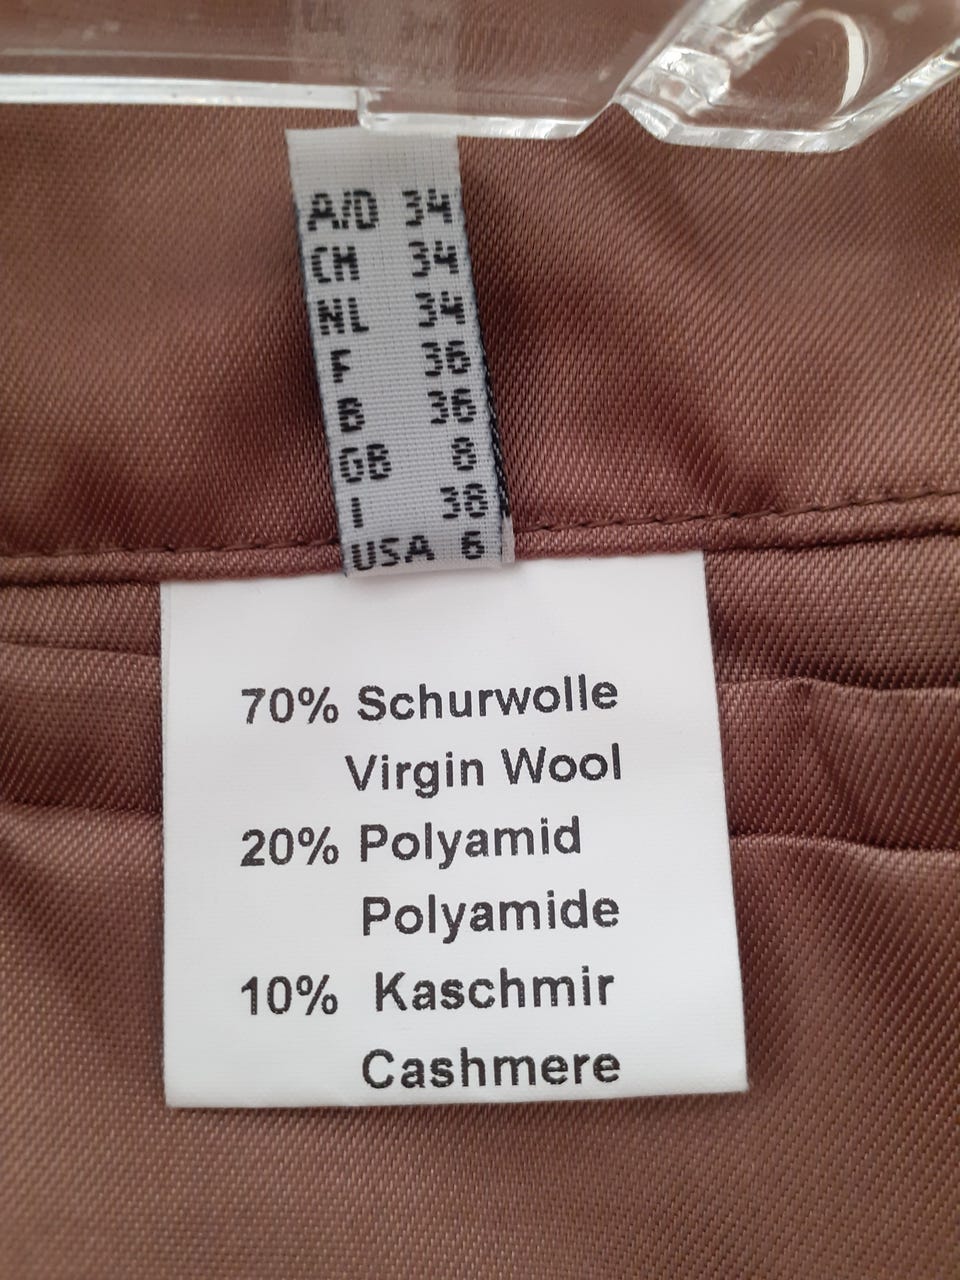 A/D 34
CH 34
NL 34
F 36
B 36
GB 8
I 38
USA 6
70% Schurwolle
Virgin Wool
20% Polyamid
Polyamide
10% Kaschmir
Cashmere